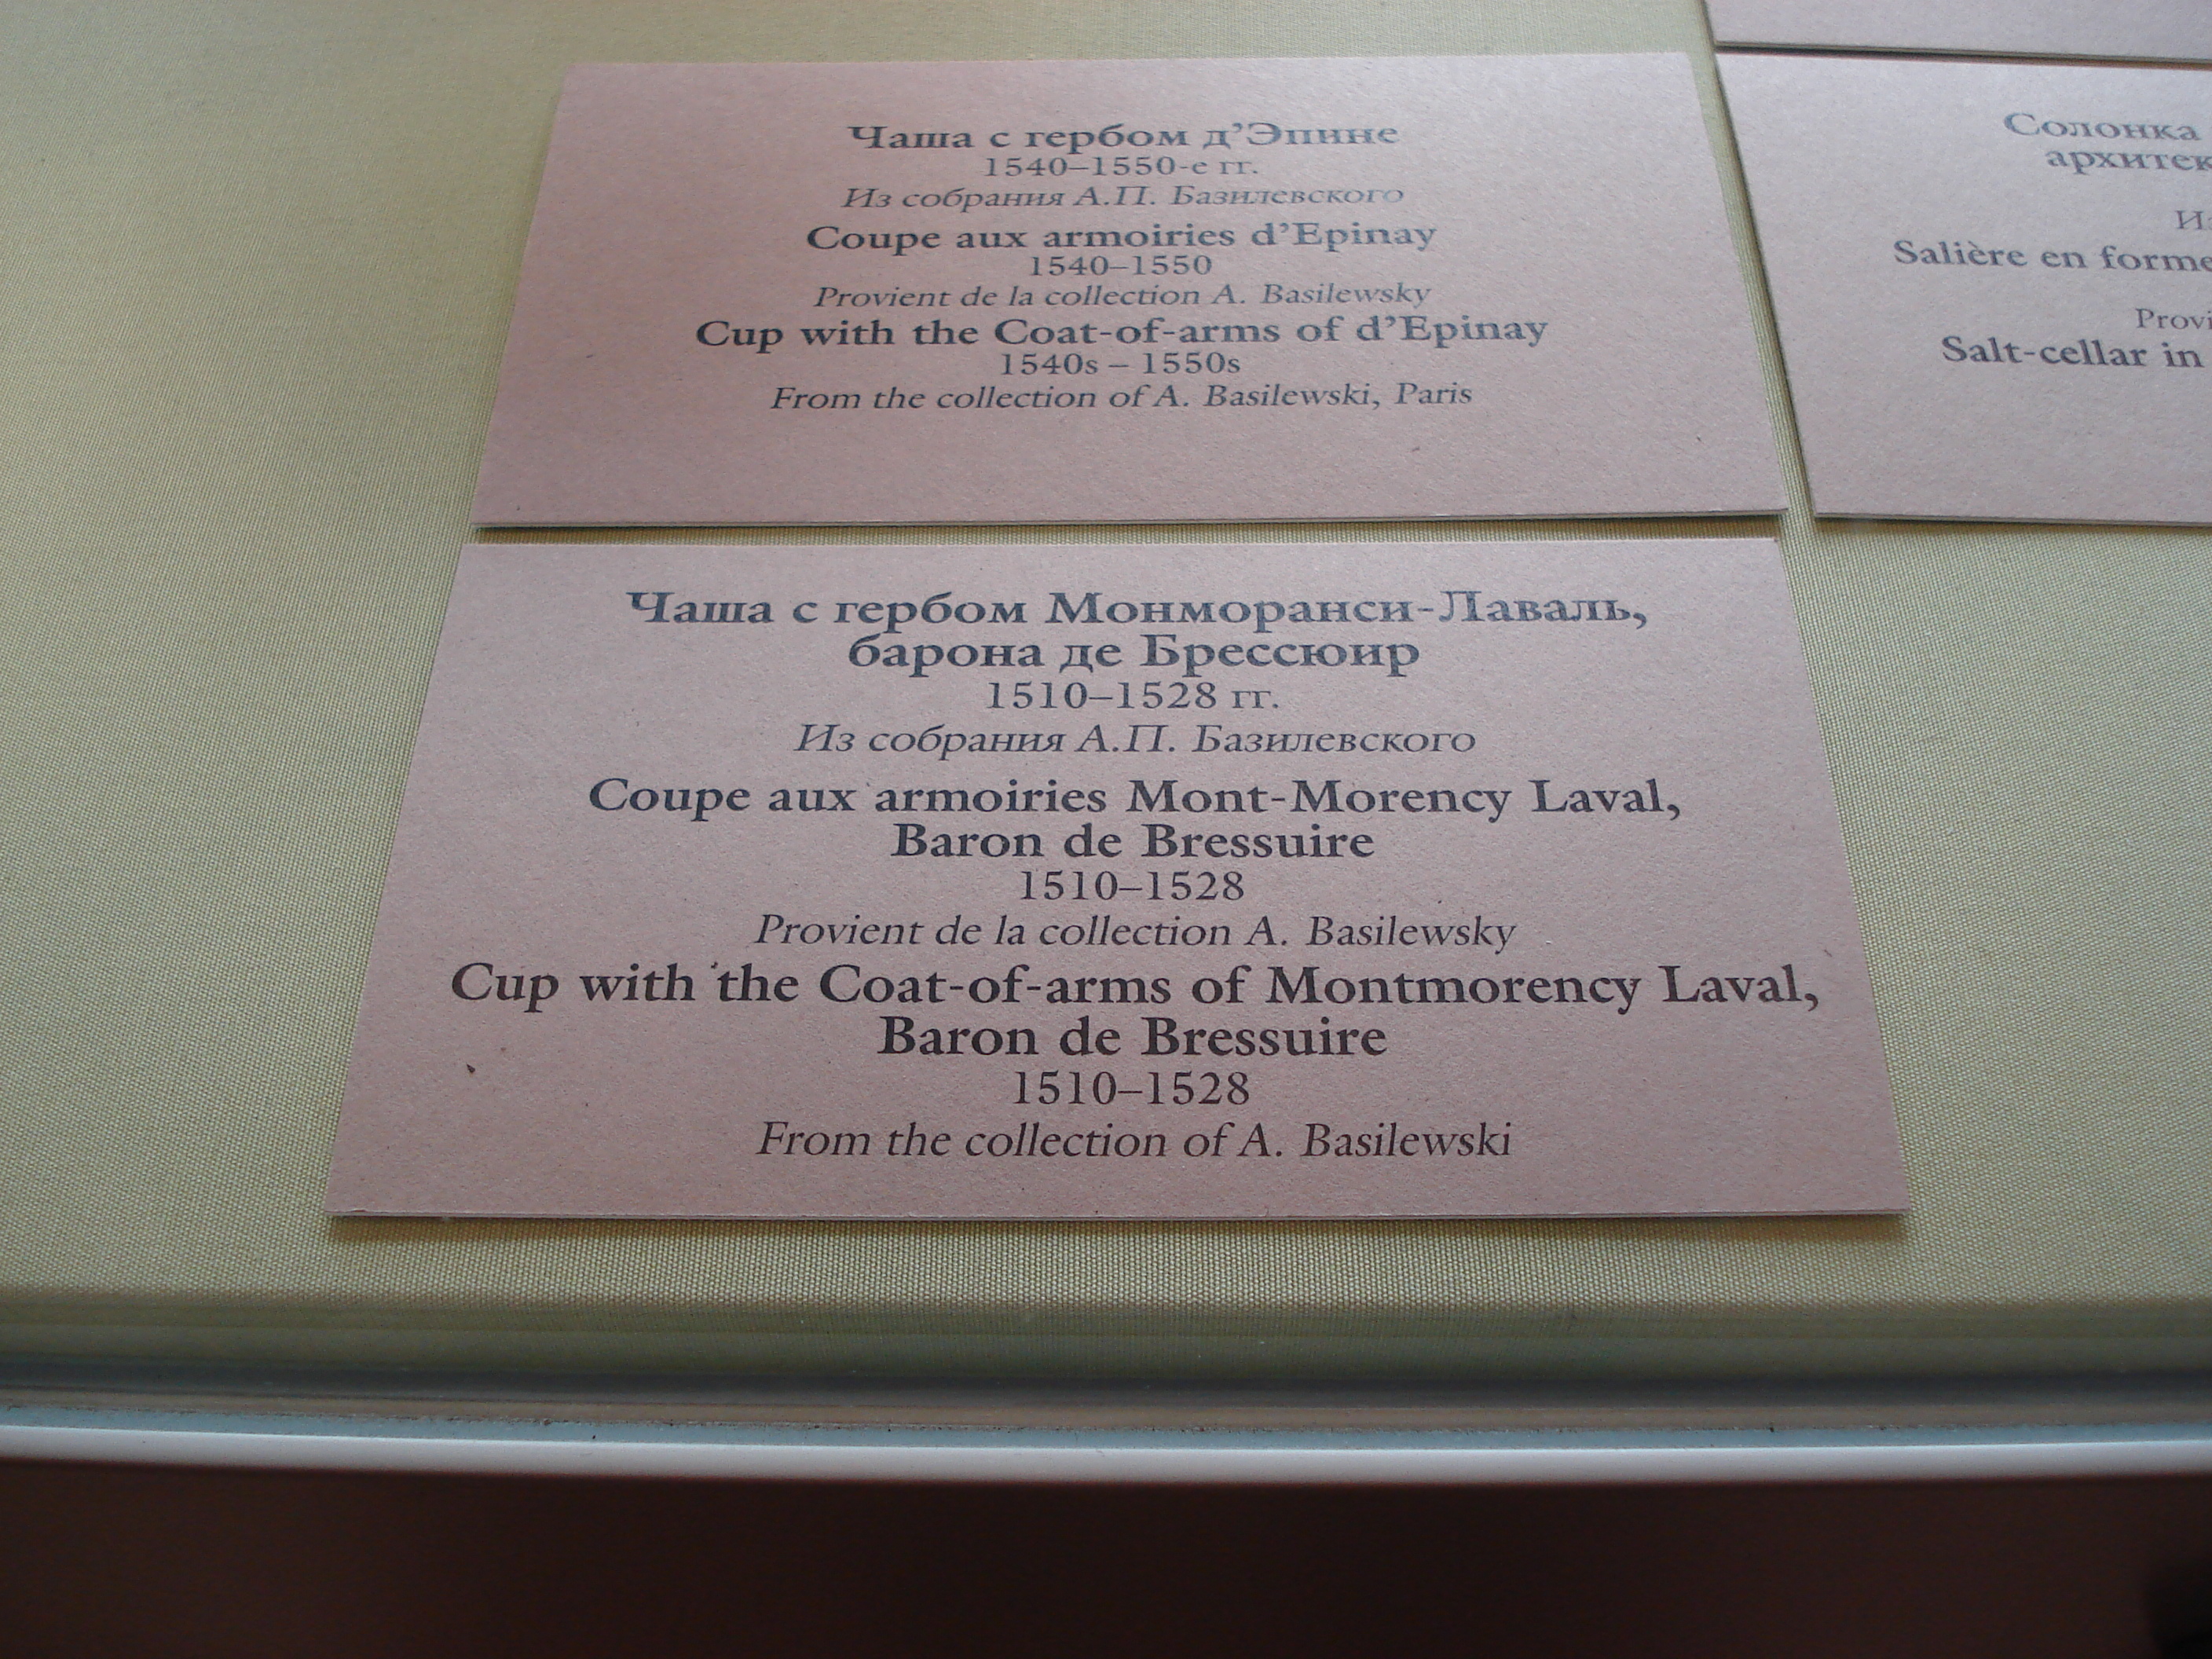 Чаша с гербом д’Эпине
1540–1550-е гг.
Из собрания А.П. Базилевского
Coupe aux armoiries d’Epinay
1540–1550
Provient de la collection A. Basilewsky
Cup with the Coat-of-arms of d’Epinay
1540s – 1550s
From the collection of A. Basilewski, Paris
Солонка
архитек
Из
Salière en forme
Provi
Salt-cellar in
Чаша с гербом Монморанси-Лаваль,
барона де Брессюир
1510–1528 гг.
Из собрания А.П. Базилевского
Coupe aux armoiries Mont-Morency Laval,
Baron de Bressuire
1510–1528
Provient de la collection A. Basilewsky
Cup with the Coat-of-arms of Montmorency Laval,
Baron de Bressuire
1510–1528
From the collection of A. Basilewski